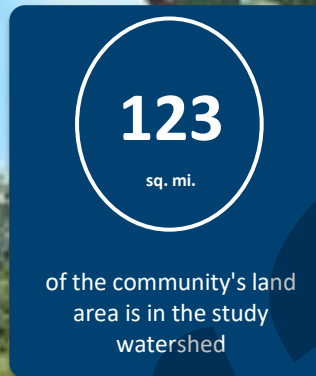 123
sq. mi.
of the community's land
area is in the study
watershed